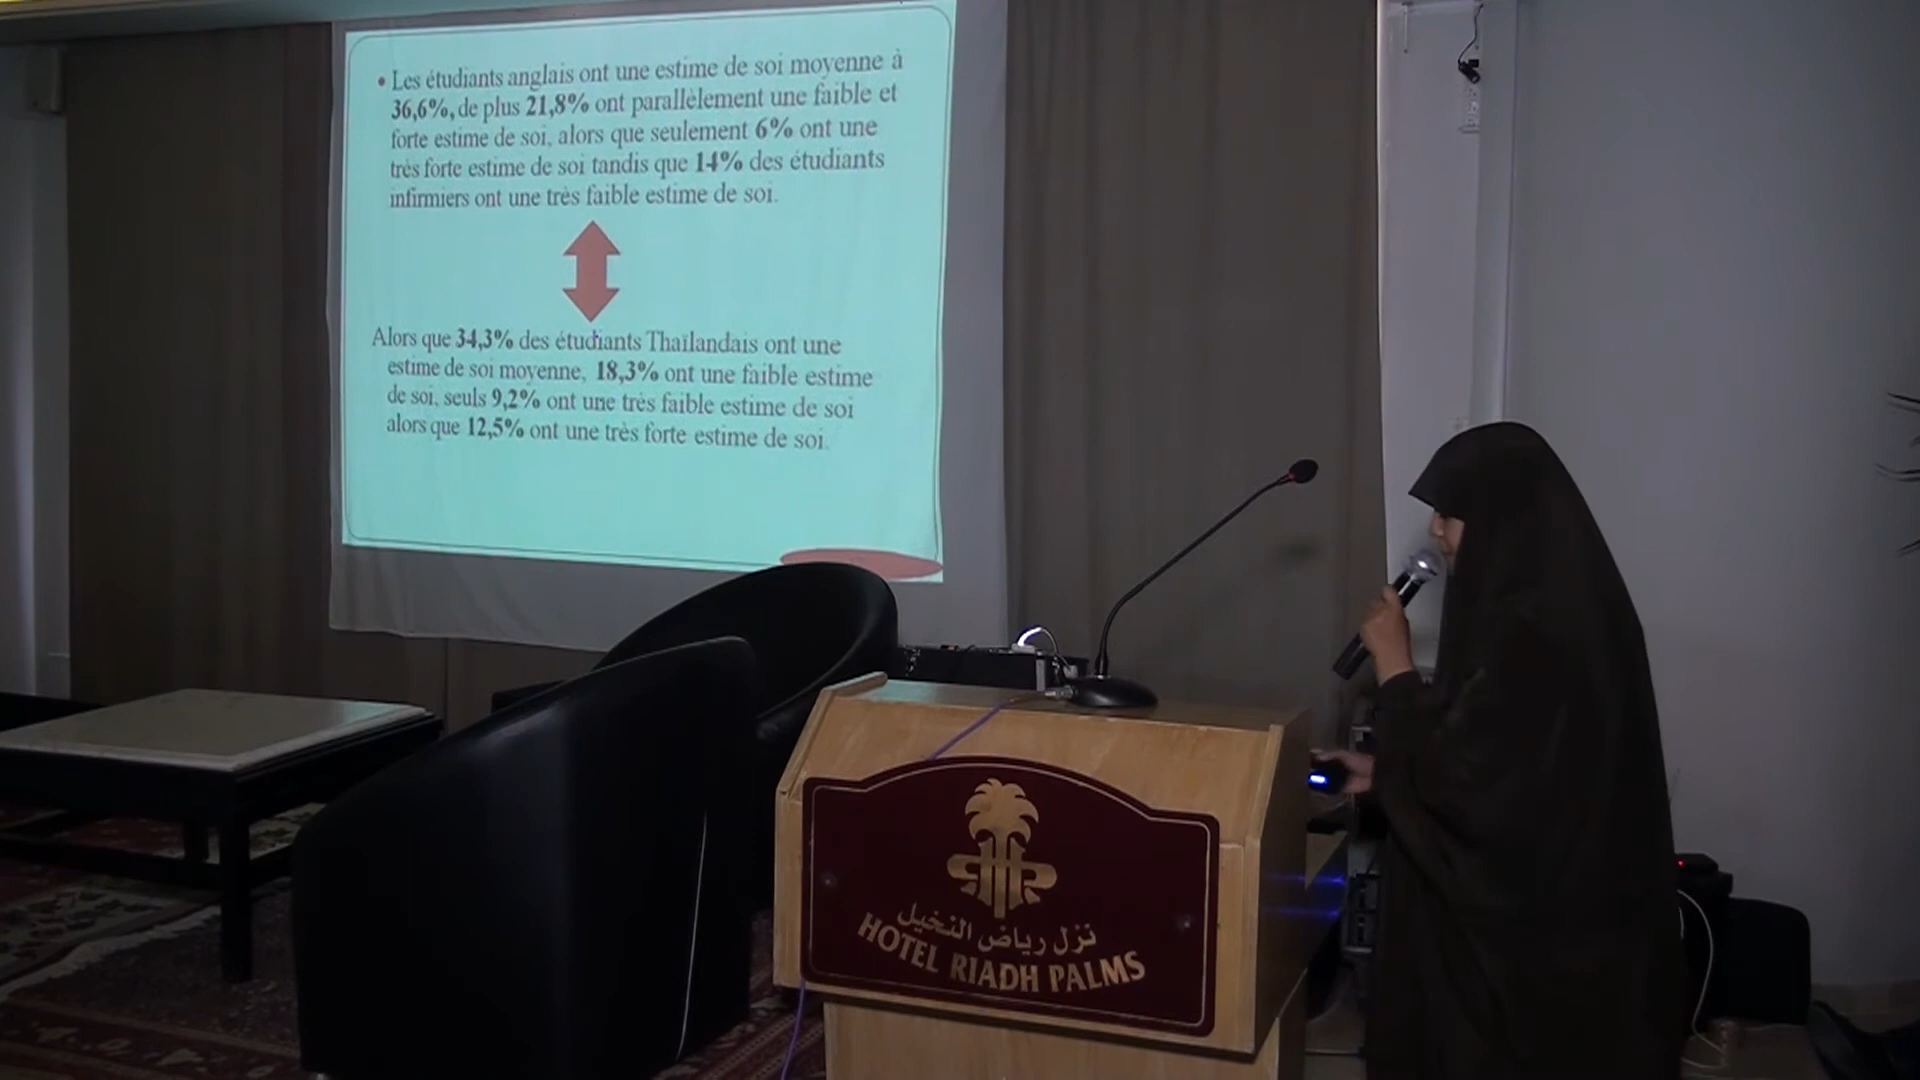 • Les étudiants anglais ont une estime de soi moyenne à
36,6%, de plus 21,8% ont parallèlement une faible et
forte estime de soi, alors que seulement 6% ont une
très forte estime de soi tandis que 14% des étudiants
infirmiers ont une très faible estime de soi.
Alors que 34,3% des étudiants Thaïlandais ont une
estime de soi moyenne, 18,3% ont une faible estime
de soi, seuls 9,2% ont une très faible estime de soi
alors que 12,5% ont une très forte estime de soi.
نزل رياض النخيل
HOTEL RIADH PALMS